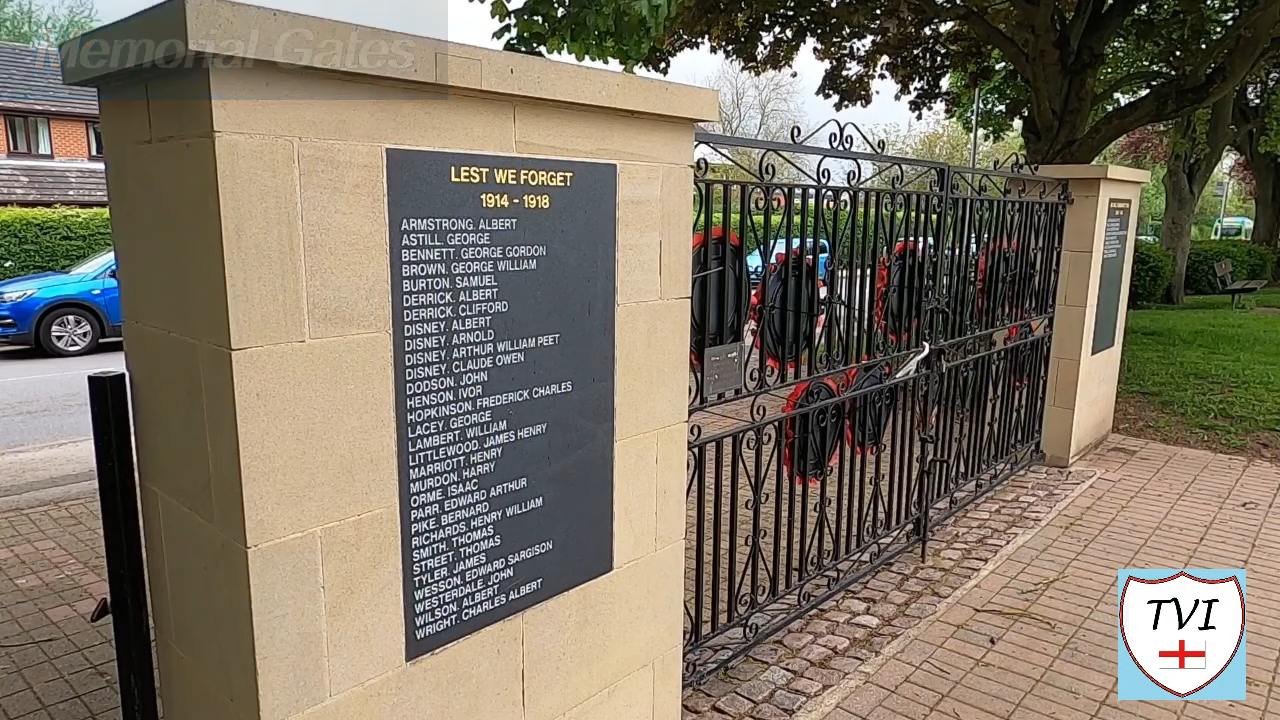 Memorial Gates
LEST WE FORGET
1914 - 1918
ARMSTRONG. ALBERT
ASTILL. GEORGE
BENNETT. GEORGE GORDON
BROWN. GEORGE WILLIAM
BURTON. SAMUEL
DERRICK. ALBERT
DERRICK. CLIFFORD
DISNEY. ALBERT
DISNEY. ARNOLD
DISNEY. ARTHUR WILLIAM PEET
DISNEY. CLAUDE OWEN
DODSON. JOHN
HENSON. IVOR
HOPKINSON. FREDERICK CHARLES
LACEY. GEORGE
LAMBERT. WILLIAM
LITTLEWOOD. JAMES HENRY
MARRIOTT. HENRY
MURDON. HARRY
ORME. ISAAC
PARR. EDWARD ARTHUR
PIKE. BERNARD
RICHARDS. HENRY WILLIAM
SMITH. THOMAS
STREET. THOMAS
TYLER. JAMES
WESSON. EDWARD SARGISON
WESTERDALE. JOHN
WILSON. ALBERT
WRIGHT. CHARLES ALBERT
TVI